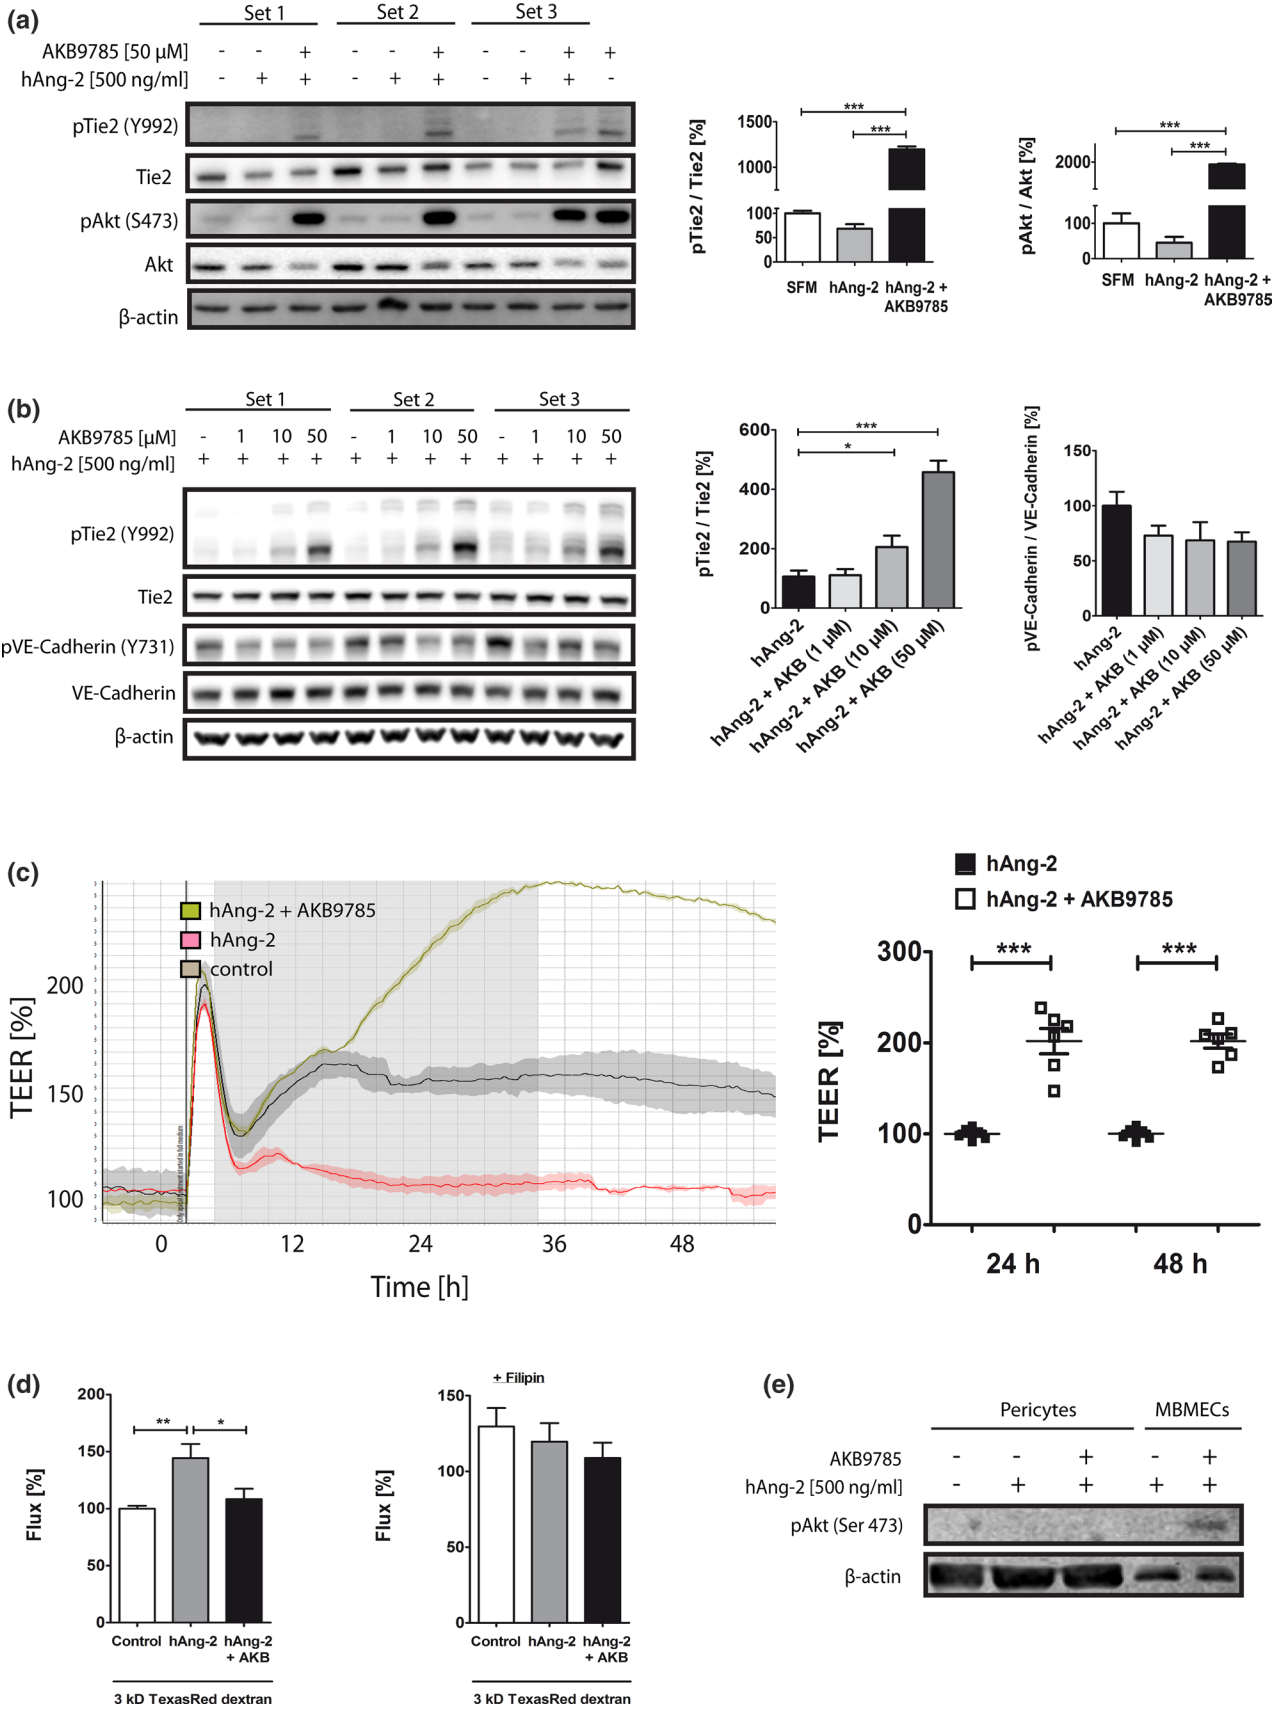 (a)
Set 1 Set 2 Set 3
AKB9785 [50 µM] - - + - - + - - + +
hAng-2 [500 ng/ml] - + + - + + - + + -
pTie2 (Y992)
Tie2
pAkt (S473)
Akt
β-actin
pTie2 / Tie2 [%]
1500
1000
100
50
0
***
***
SFM hAng-2 hAng-2 +
AKB9785
pAkt / Akt [%]
2000
100
0
***
***
SFM hAng-2 hAng-2 +
AKB9785
(b)
Set 1 Set 2 Set 3
AKB9785 [µM] - 1 10 50 - 1 10 50 - 1 10 50
hAng-2 [500 ng/ml] + + + + + + + + + + + +
pTie2 (Y992)
Tie2
pVE-Cadherin (Y731)
VE-Cadherin
β-actin
pTie2 / Tie2 [%]
600
400
200
0
***
*
hAng-2
hAng-2 + AKB (1 µM)
hAng-2 + AKB (10 µM)
hAng-2 + AKB (50 µM)
pVE-Cadherin / VE-Cadherin [%]
150
100
50
0
hAng-2
hAng-2 + AKB (1 µM)
hAng-2 + AKB (10 µM)
hAng-2 + AKB (50 µM)
(c)
hAng-2 + AKB9785
hAng-2
control
TEER [%]
200
150
100
0 12 24 36 48
Time [h]
hAng-2
hAng-2 + AKB9785
TEER [%]
300
200
100
0
*** ***
24 h 48 h
(d)
Flux [%]
200
150
100
50
0
** *
Control hAng-2 hAng-2
+ AKB
3 kD TexasRed dextran
+ Filipin
Flux [%]
150
100
50
0
Control hAng-2 hAng-2
+ AKB
3 kD TexasRed dextran
(e)
Pericytes MBMECs
AKB9785 - - + - +
hAng-2 [500 ng/ml] - + + + +
pAkt (Ser 473)
β-actin